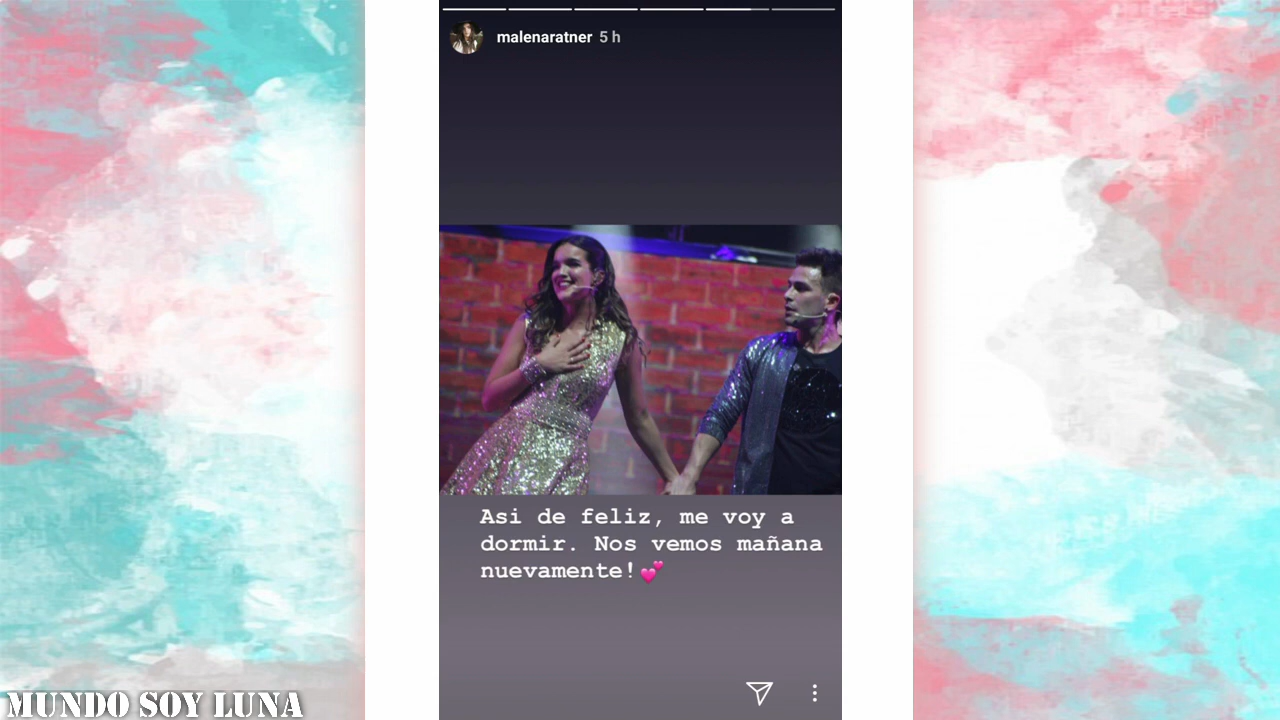 malenaratner 5 h
Asi de feliz, me voy a
dormir. Nos vemos mañana
nuevamente!💕
MUNDO SOY LUNA